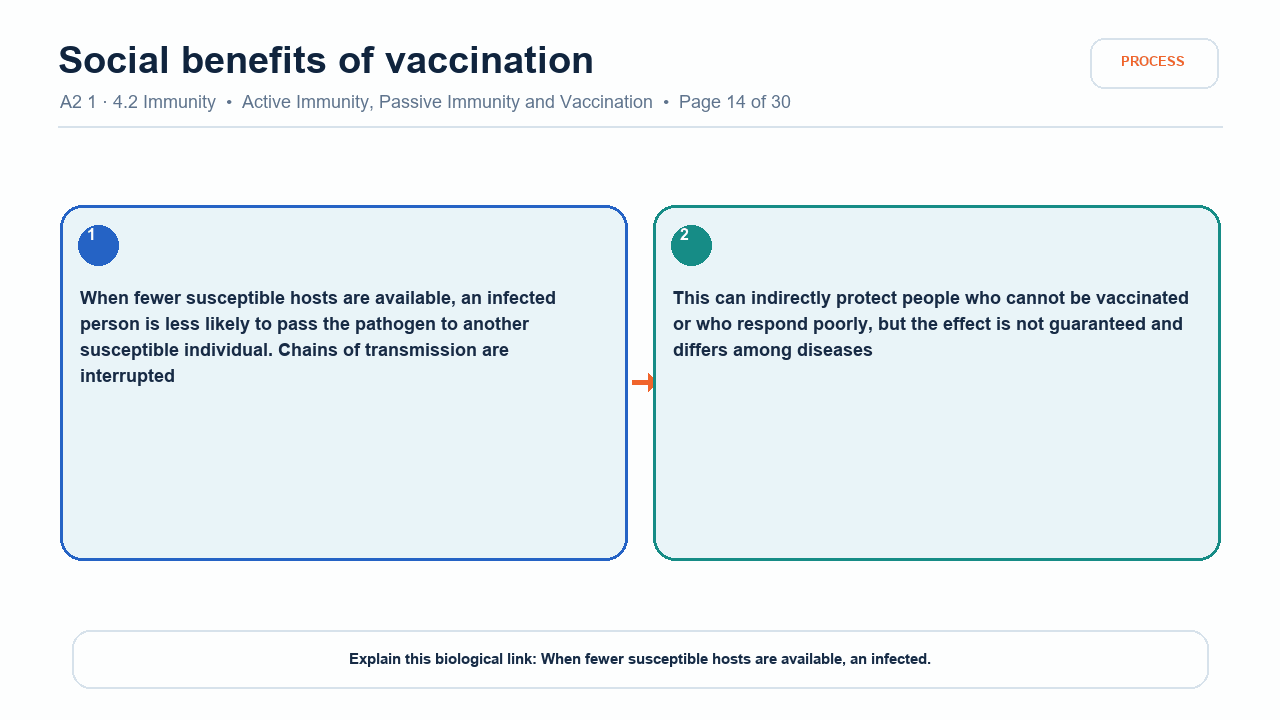 Social benefits of vaccination
A2 1 · 4.2 Immunity • Active Immunity, Passive Immunity and Vaccination • Page 14 of 30
PROCESS
1
When fewer susceptible hosts are available, an infected
person is less likely to pass the pathogen to another
susceptible individual. Chains of transmission are
interrupted
2
This can indirectly protect people who cannot be vaccinated
or who respond poorly, but the effect is not guaranteed and
differs among diseases
Explain this biological link: When fewer susceptible hosts are available, an infected.